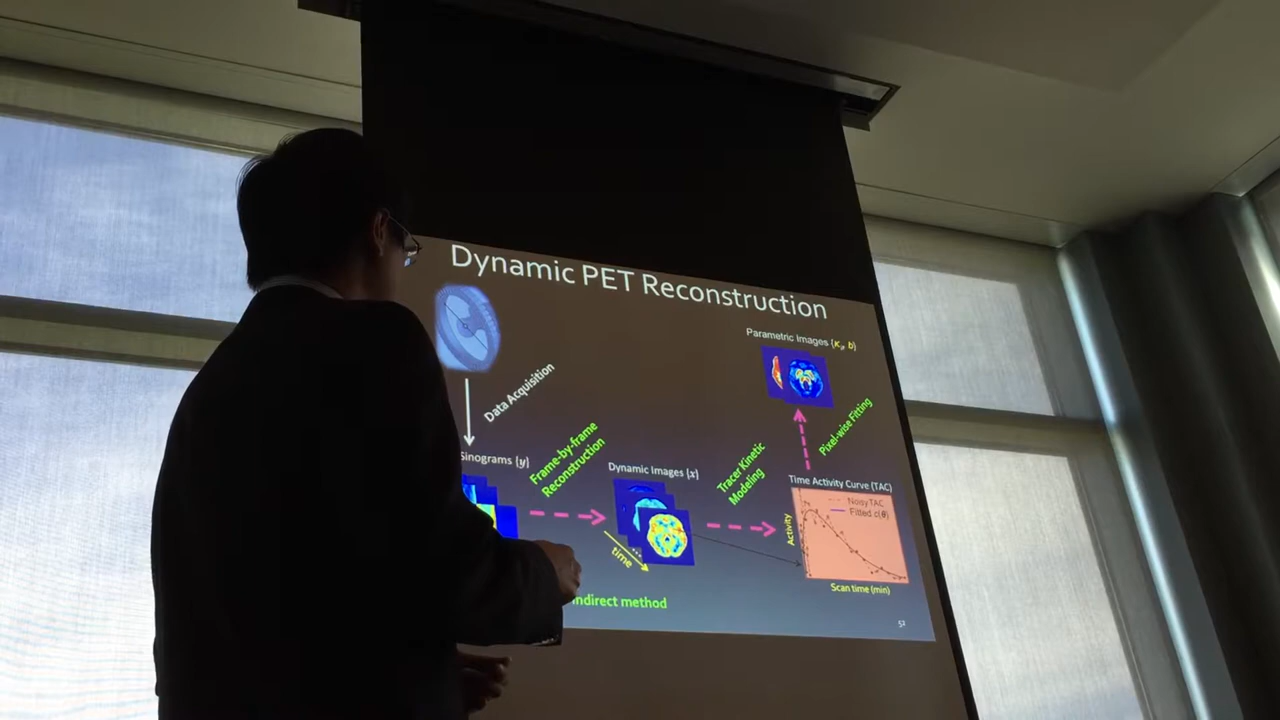 Dynamic PET Reconstruction
Parametric Images (κ, b)
Data Acquisition
Sinograms (y)
Frame-by-frame
Reconstruction
Dynamic Images (x)
Tracer Kinetic
Modeling
Pixel-wise Fitting
Time Activity Curve (TAC)
Noisy TAC
Fitted c(θ)
Activity
time
Scan time (min)
Indirect method
52